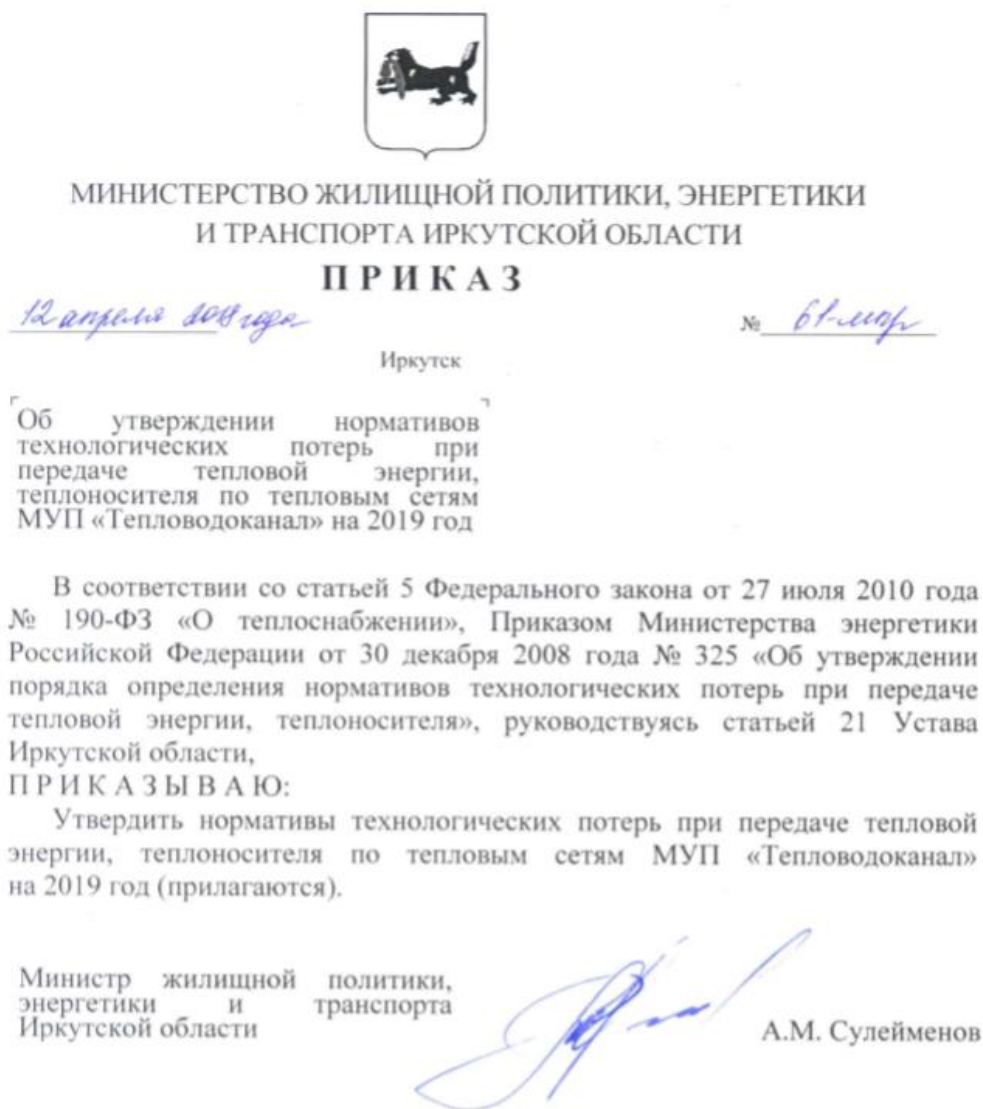 МИНИСТЕРСТВО ЖИЛИЩНОЙ ПОЛИТИКИ, ЭНЕРГЕТИКИ
И ТРАНСПОРТА ИРКУТСКОЙ ОБЛАСТИ
П Р И К А З
12 апреля 2018 года
№ 61-мпр
Иркутск
Об утверждении нормативов
технологических потерь при
передаче тепловой энергии,
теплоносителя по тепловым сетям
МУП «Тепловодоканал» на 2019 год
В соответствии со статьей 5 Федерального закона от 27 июля 2010 года
№ 190-ФЗ «О теплоснабжении», Приказом Министерства энергетики
Российской Федерации от 30 декабря 2008 года № 325 «Об утверждении
порядка определения нормативов технологических потерь при передаче
тепловой энергии, теплоносителя», руководствуясь статьей 21 Устава
Иркутской области,
П Р И К А З Ы В А Ю:
Утвердить нормативы технологических потерь при передаче тепловой
энергии, теплоносителя по тепловым сетям МУП «Тепловодоканал»
на 2019 год (прилагаются).
Министр жилищной политики,
энергетики и транспорта
Иркутской области
А.М. Сулейменов